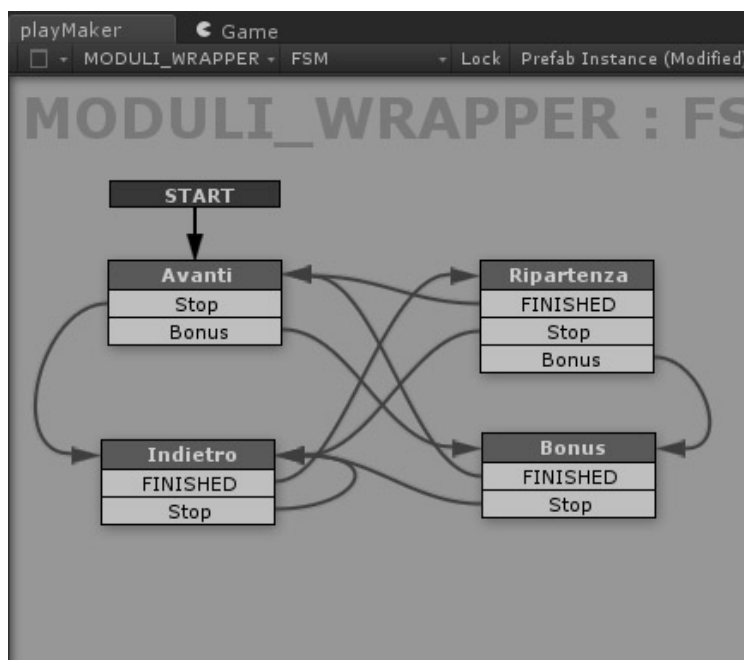 playMaker Game
MODULI_WRAPPER FSM Lock Prefab Instance (Modified)
MODULI_WRAPPER : FS
START
Avanti
Stop
Bonus
Ripartenza
FINISHED
Stop
Bonus
Indietro
FINISHED
Stop
Bonus
FINISHED
Stop